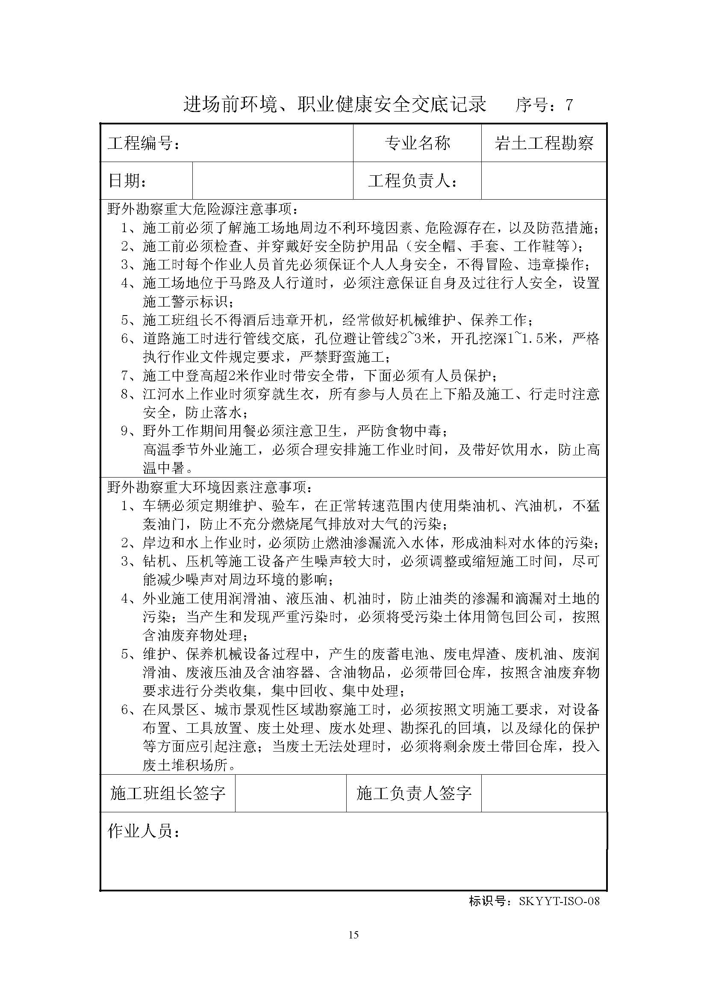 进场前环境、职业健康安全交底记录 序号：7
工程编号： 专业名称 岩土工程勘察
日期： 工程负责人：
野外勘察重大危险源注意事项：
1、施工前必须了解施工场地周边不利环境因素、危险源存在，以及防范措施；
2、施工前必须检查、并穿戴好安全防护用品（安全帽、手套、工作鞋等）；
3、施工时每个作业人员首先必须保证个人人身安全，不得冒险、违章操作；
4、施工场地位于马路及人行道时，必须注意保证自身及过往行人安全，设置
施工警示标识；
5、施工班组长不得酒后违章开机，经常做好机械维护、保养工作；
6、道路施工时进行管线交底，孔位避让管线2~3米，开孔挖深1~1.5米，严格
执行作业文件规定要求，严禁野蛮施工；
7、施工中登高超2米作业时带安全带，下面必须有人员保护；
8、江河水上作业时须穿就生衣，所有参与人员在上下船及施工、行走时注意
安全，防止落水；
9、野外工作期间用餐必须注意卫生，严防食物中毒；
高温季节外业施工，必须合理安排施工作业时间，及带好饮用水，防止高
温中暑。
野外勘察重大环境因素注意事项：
1、车辆必须定期维护、验车，在正常转速范围内使用柴油机、汽油机，不猛
轰油门，防止不充分燃烧尾气排放对大气的污染；
2、岸边和水上作业时，必须防止燃油渗漏流入水体，形成油料对水体的污染；
3、钻机、压机等施工设备产生噪声较大时，必须调整或缩短施工时间，尽可
能减少噪声对周边环境的影响；
4、外业施工使用润滑油、液压油、机油时，防止油类的渗漏和滴漏对土地的
污染；当产生和发现严重污染时，必须将受污染土体用筒包回公司，按照
含油废弃物处理；
5、维护、保养机械设备过程中，产生的废蓄电池、废电焊渣、废机油、废润
滑油、废液压油及含油容器、含油物品，必须带回仓库，按照含油废弃物
要求进行分类收集，集中回收、集中处理；
6、在风景区、城市景观性区域勘察施工时，必须按照文明施工要求，对设备
布置、工具放置、废土处理、废水处理、勘探孔的回填，以及绿化的保护
等方面应引起注意；当废土无法处理时，必须将剩余废土带回仓库，投入
废土堆积场所。
施工班组长签字 施工负责人签字
作业人员：
标识号：SKYYT-ISO-08
15